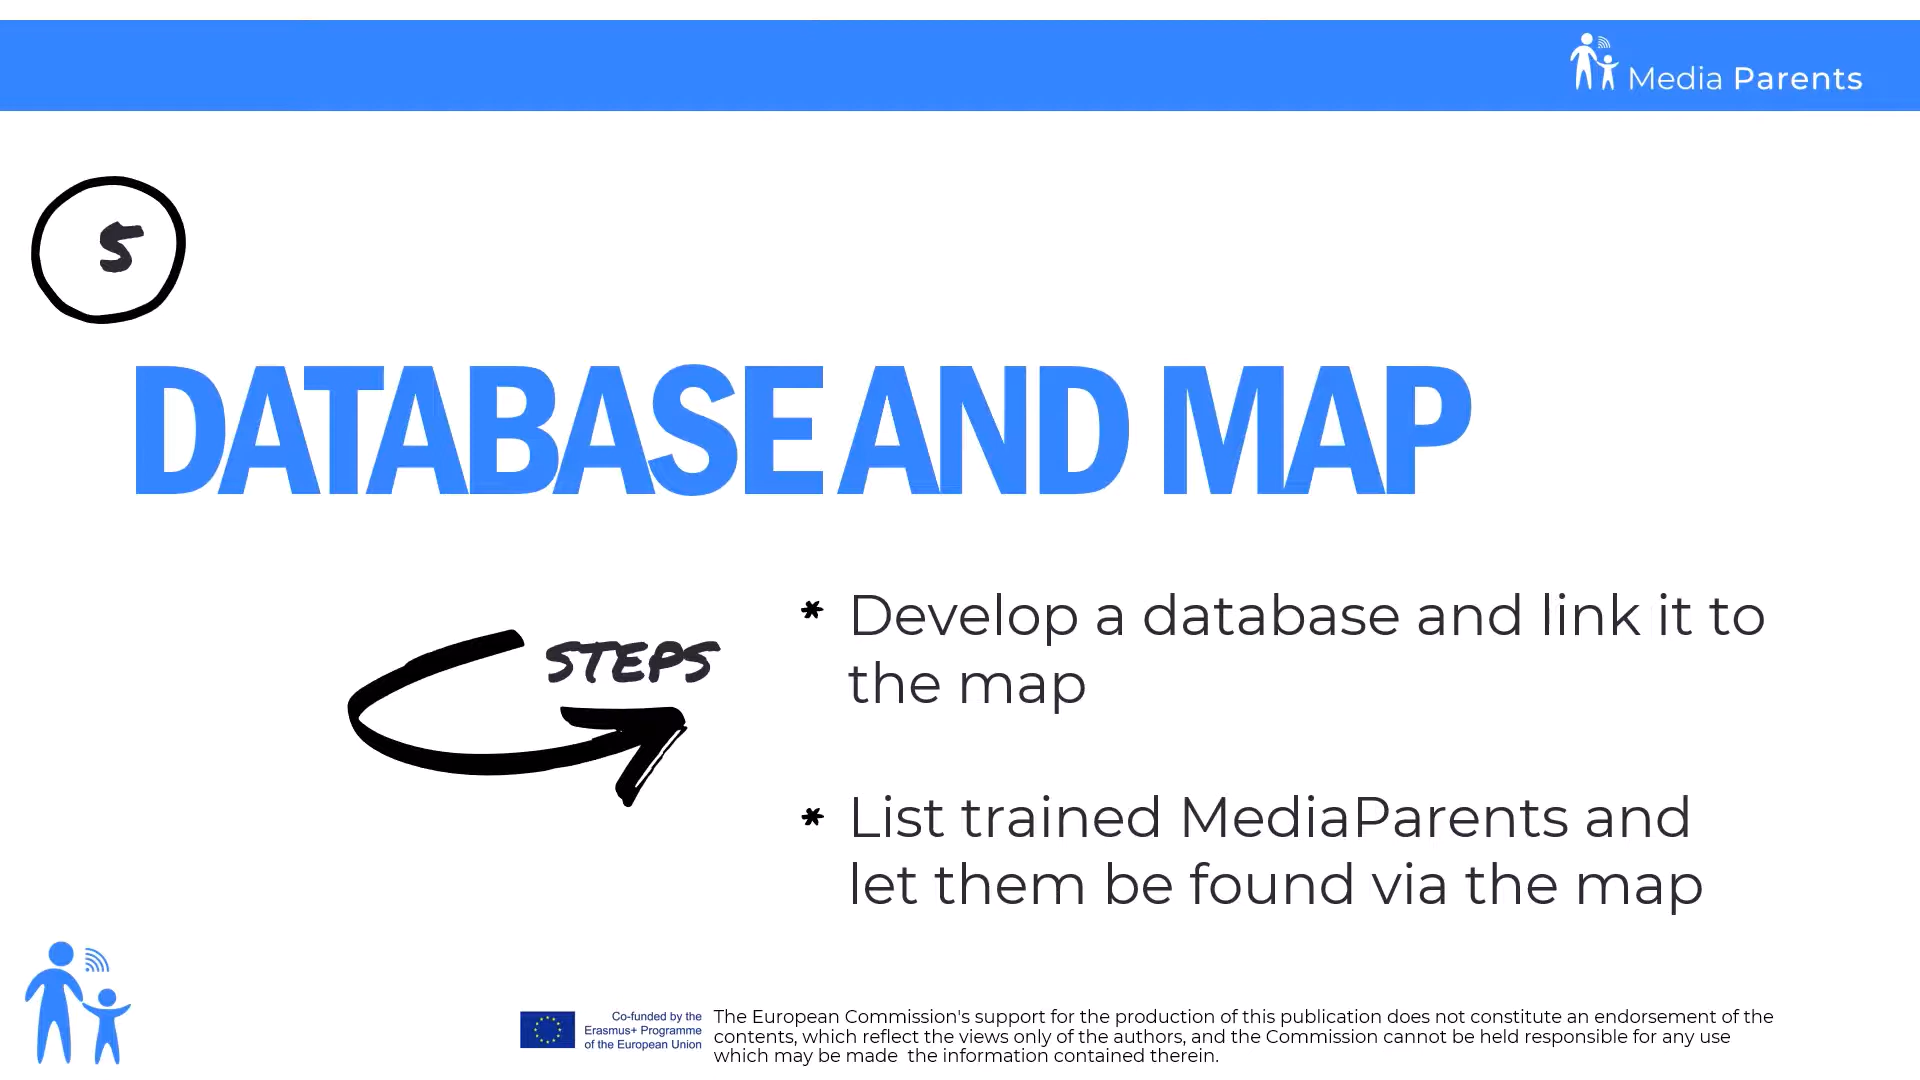 Media Parents
5
DATABASE AND MAP
STEPS
* Develop a database and link it to
the map
* List trained MediaParents and
let them be found via the map
Co-funded by the
Erasmus+ Programme
of the European Union
The European Commission's support for the production of this publication does not constitute an endorsement of the
contents, which reflect the views only of the authors, and the Commission cannot be held responsible for any use
which may be made  the information contained therein.